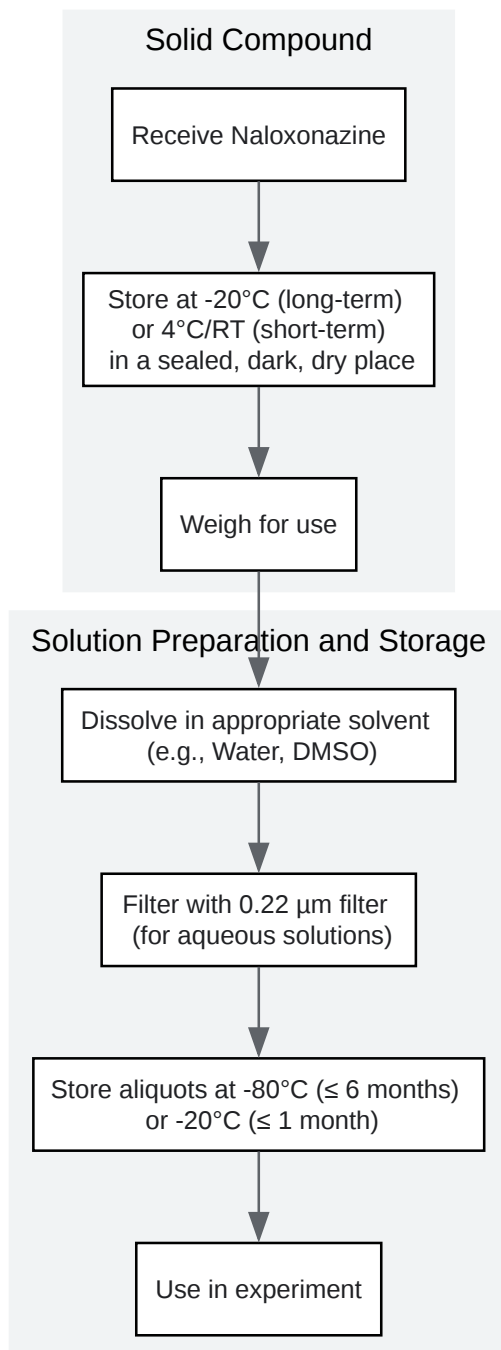 Solid Compound
Receive Naloxonazine
Store at -20°C (long-term)
or 4°C/RT (short-term)
in a sealed, dark, dry place
Weigh for use
Solution Preparation and Storage
Dissolve in appropriate solvent
(e.g., Water, DMSO)
Filter with 0.22 µm filter
(for aqueous solutions)
Store aliquots at -80°C (≤ 6 months)
or -20°C (≤ 1 month)
Use in experiment